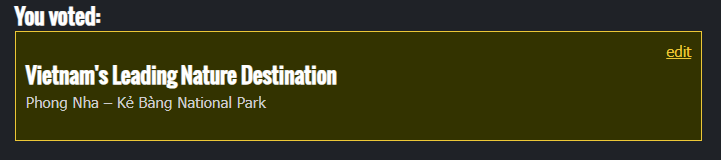 You voted:
edit
Vietnam's Leading Nature Destination
Phong Nha – Kẻ Bàng National Park